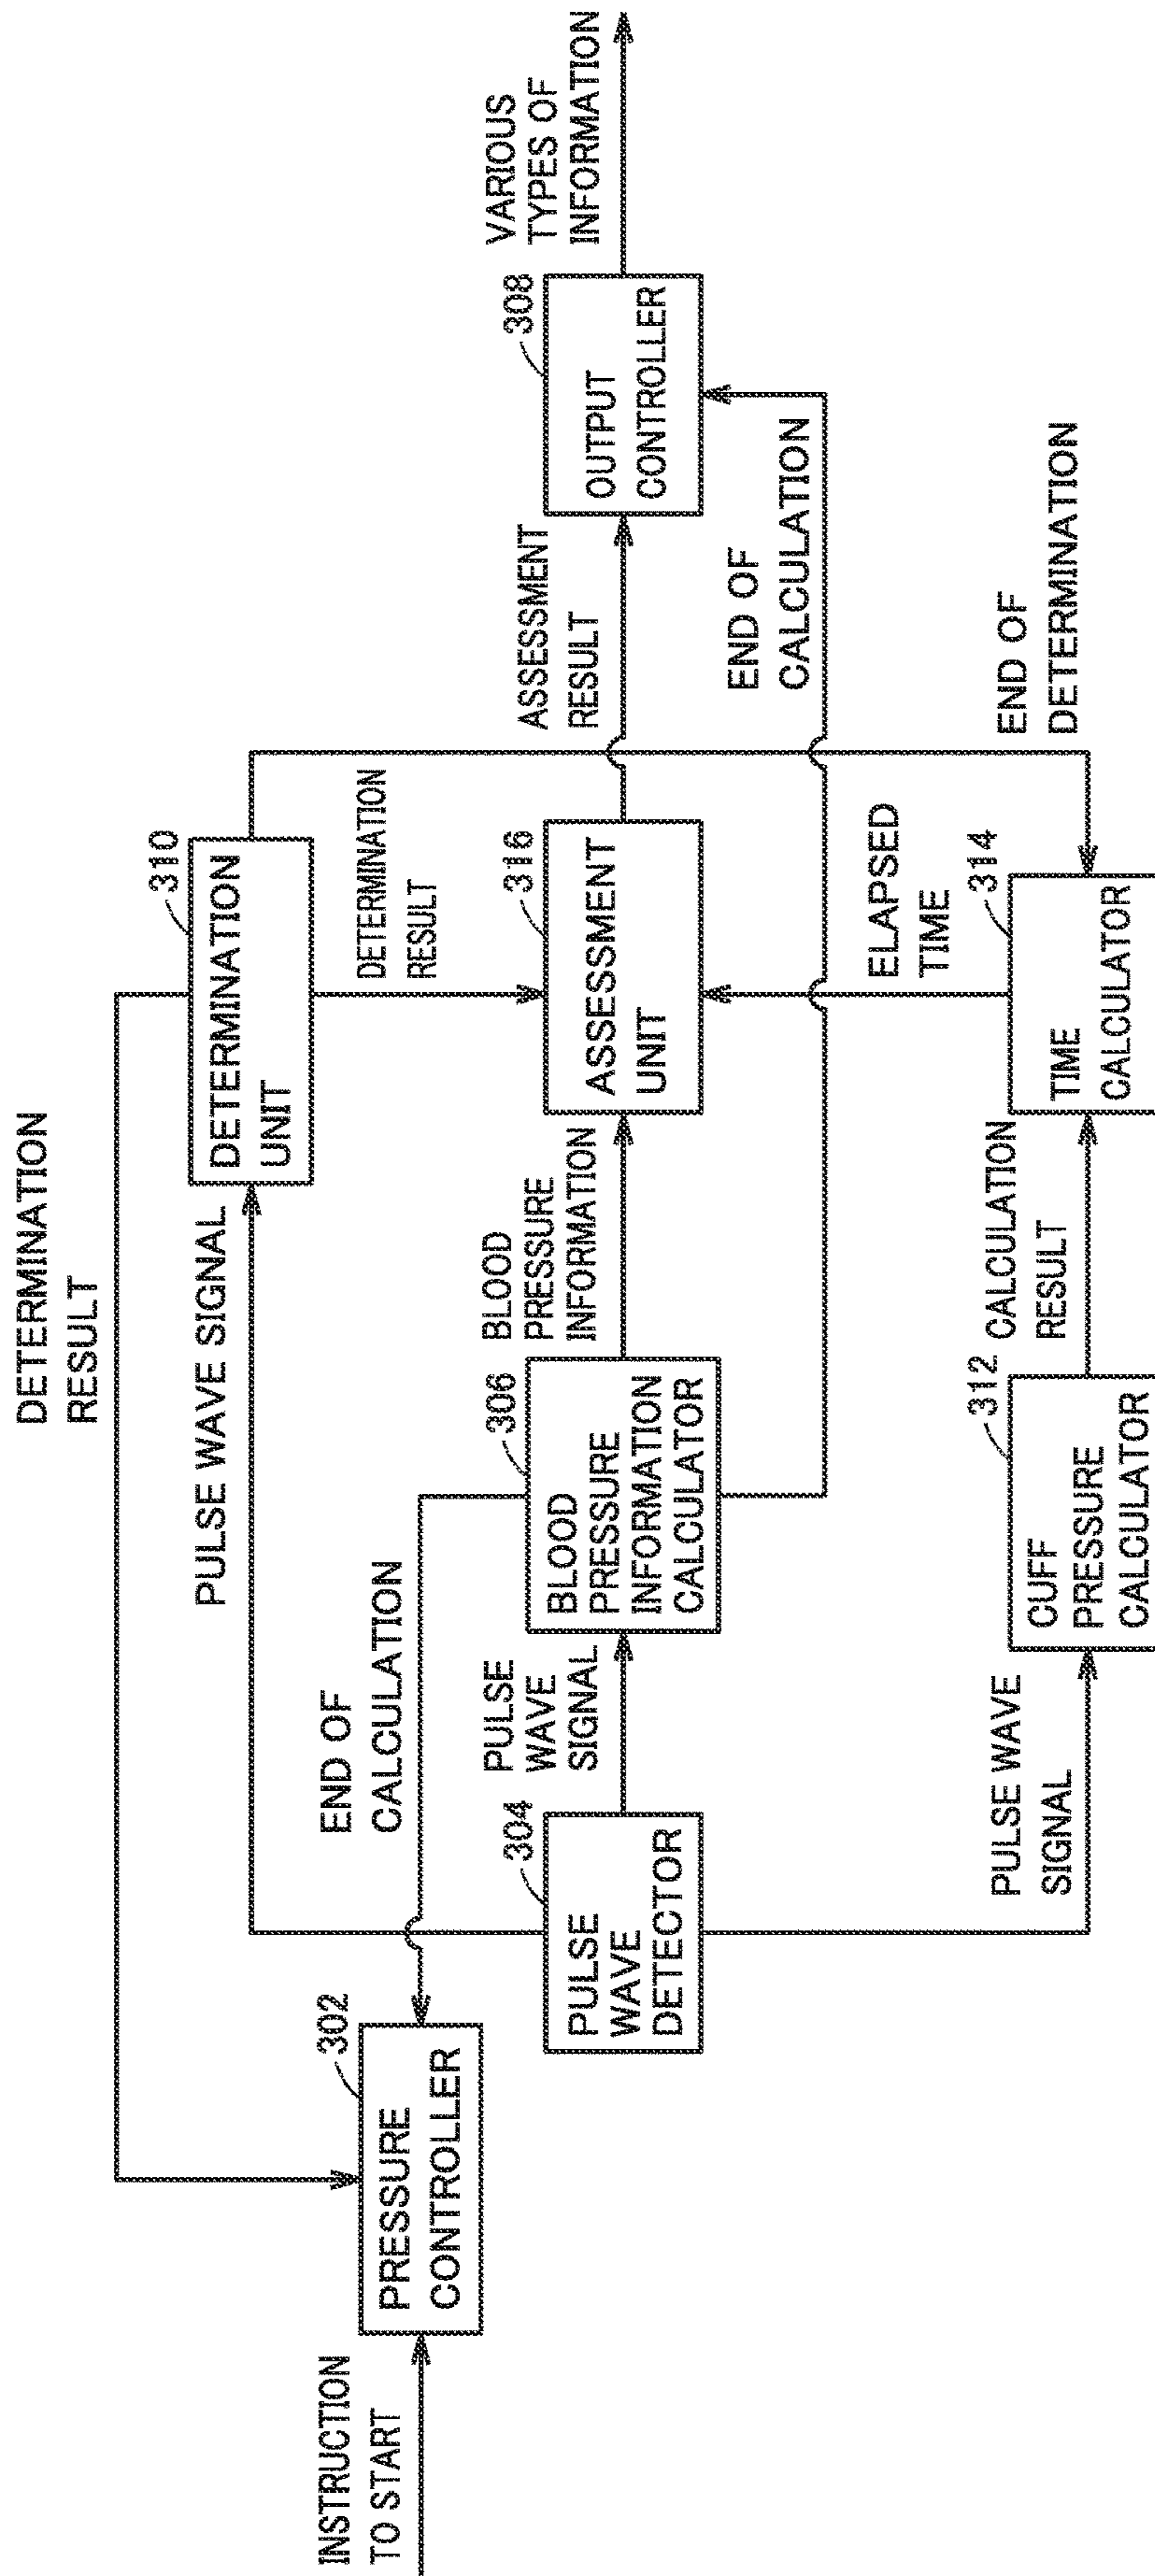 DETERMINATION
RESULT
PULSE WAVE SIGNAL
310
DETERMINATION
UNIT
DETERMINATION
RESULT
INSTRUCTION
TO START
302
PRESSURE
CONTROLLER
END OF
CALCULATION
304
PULSE
WAVE
DETECTOR
PULSE
WAVE
SIGNAL
306
BLOOD
PRESSURE
INFORMATION
CALCULATOR
BLOOD
PRESSURE
INFORMATION
316
ASSESSMENT
UNIT
ASSESSMENT
RESULT
308
OUTPUT
CONTROLLER
VARIOUS
TYPES OF
INFORMATION
END OF
CALCULATION
PULSE WAVE
SIGNAL
312
CUFF
PRESSURE
CALCULATOR
CALCULATION
RESULT
314
TIME
CALCULATOR
ELAPSED
TIME
END OF
DETERMINATION